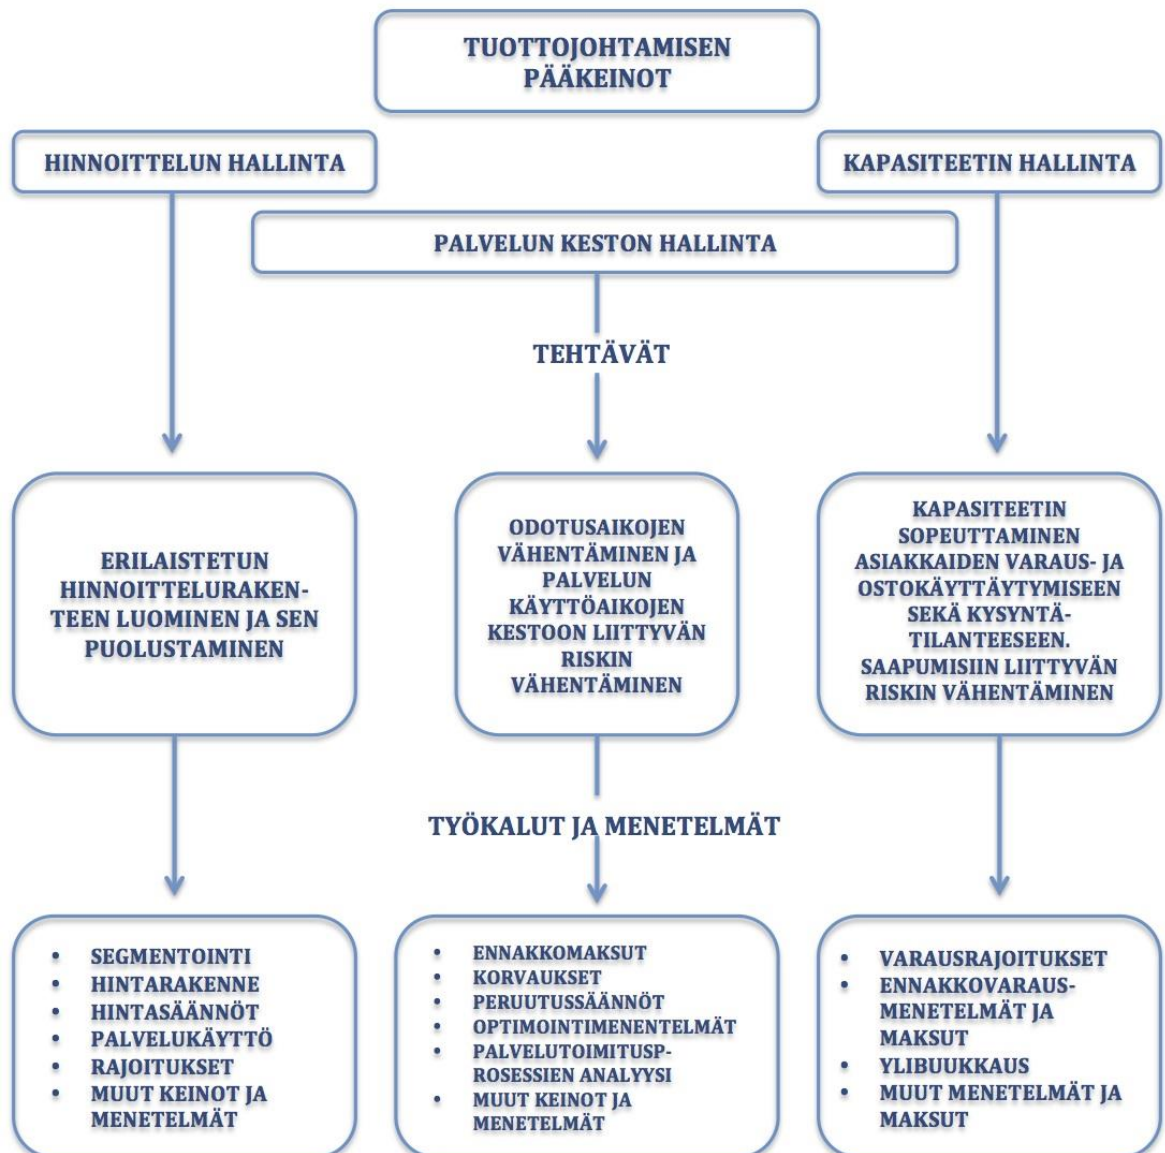 TUOTTOJOHTAMISEN
PÄÄKEINOT
HINNOITTELUN HALLINTA
KAPASITEETIN HALLINTA
PALVELUN KESTON HALLINTA
TEHTÄVÄT
ERILAISTETUN
HINNOITTELURAKEN-
TEEN LUOMINEN JA SEN
PUOLUSTAMINEN
ODOTUSAIKOJEN
VÄHENTÄMINEN JA
PALVELUN
KÄYTTÖAIKOJEN
KESTOON LIITTYVÄN
RISKIN
VÄHENTÄMINEN
KAPASITEETIN
SOPEUTTAMINEN
ASIAKKAIDEN VARAUS- JA
OSTOKÄYTTÄYTYMISEEN
SEKÄ KYSYNTÄ-
TILANTEESEEN.
SAAPUMISIIN LIITTYVÄN
RISKIN VÄHENTÄMINEN
TYÖKALUT JA MENETELMÄT
• SEGMENTOINTI
• HINTARAKENNE
• HINTASÄÄNNÖT
• PALVELUKÄYTTÖ
• RAJOITUKSET
• MUUT KEINOT JA
MENETELMÄT
• ENNAKKOMAKSUT
• KORVAUKSET
• PERUUTUSSÄÄNNÖT
• OPTIMOINTIMENENTELMÄT
• PALVELUTOIMITUSP-
ROSESSIEN ANALYYSI
• MUUT KEINOT JA
MENETELMÄT
• VARAUSRAJOITUKSET
• ENNAKKOVARAUS-
MENETELMÄT JA
MAKSUT
• YLIBUUKKAUS
• MUUT MENETELMÄT JA
MAKSUT